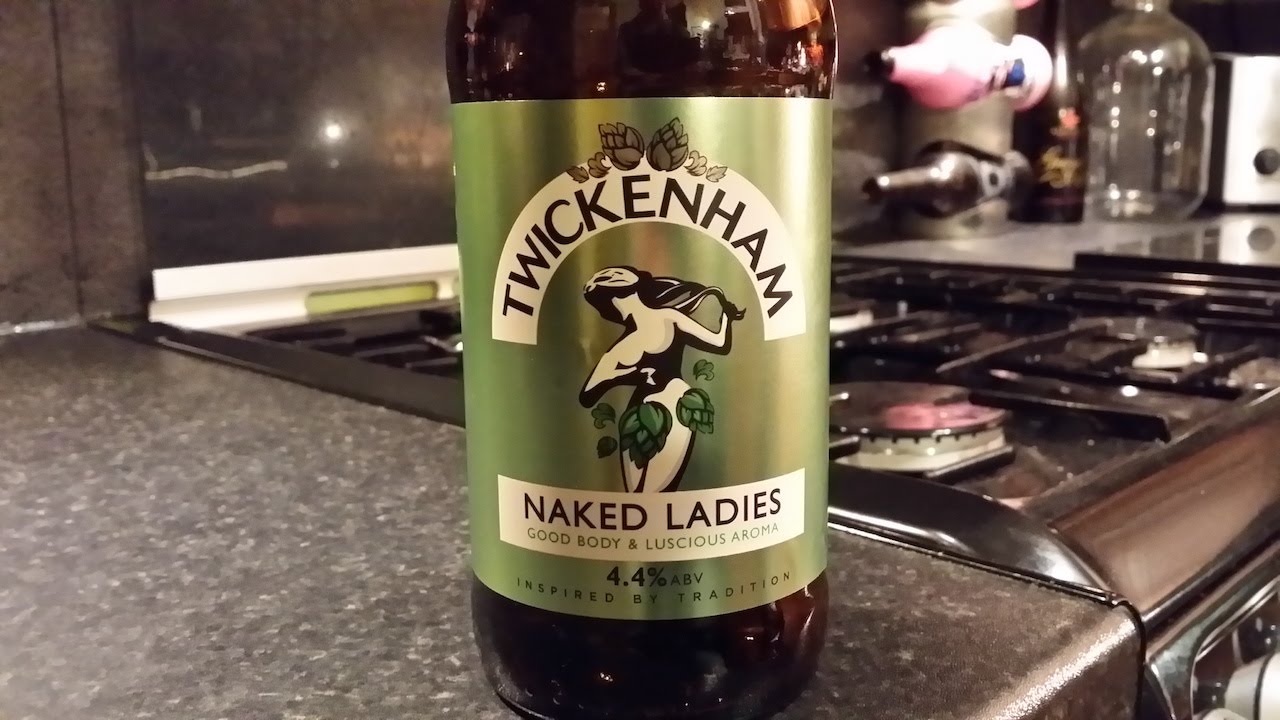 TWICKENHAM
NAKED LADIES
GOOD BODY & LUSCIOUS AROMA
4.4% ABV
INSPIRED BY TRADITION